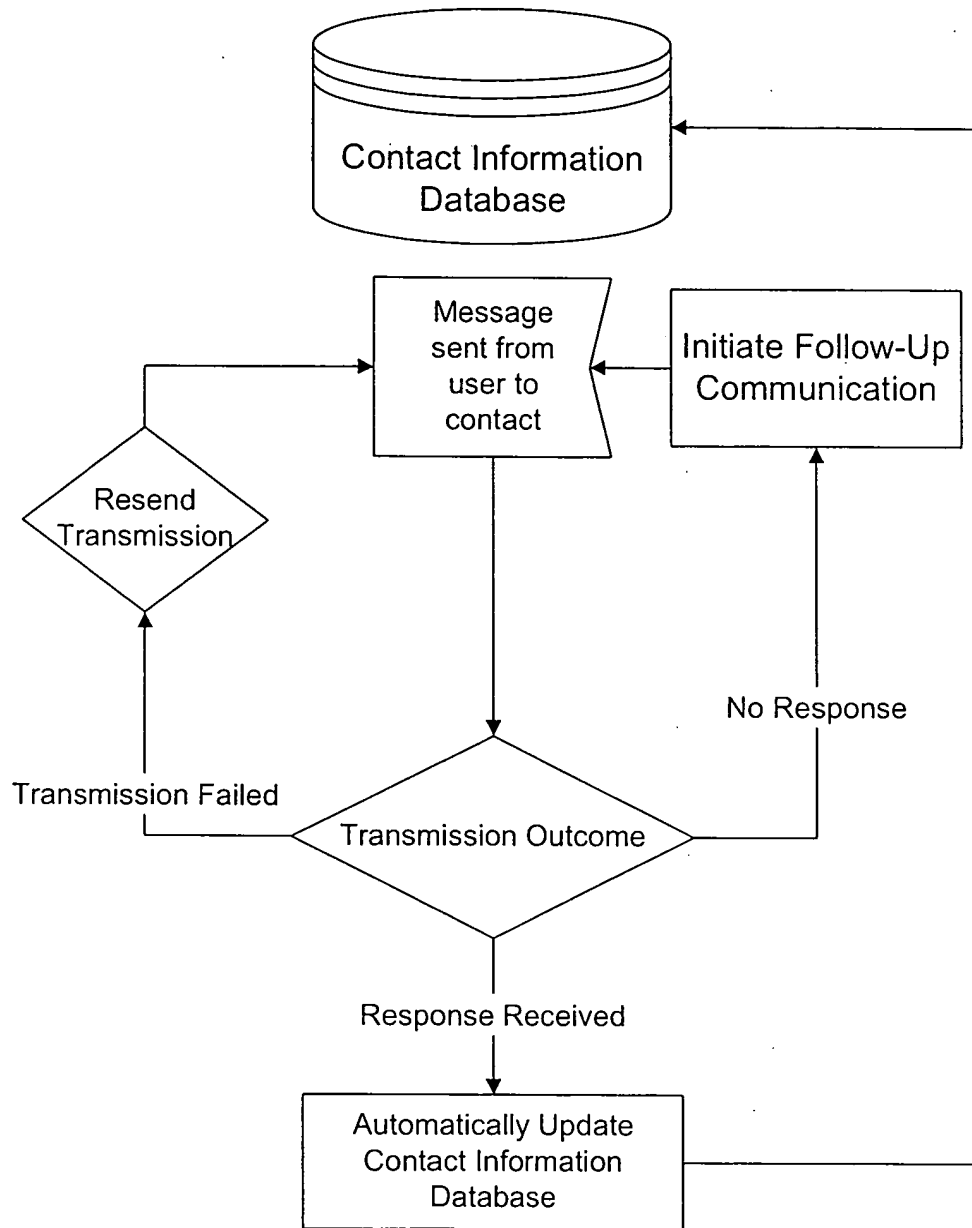 Contact Information
Database
Message
sent from
user to
contact
Initiate Follow-Up
Communication
Resend
Transmission
No Response
Transmission Failed
Transmission Outcome
Response Received
Automatically Update
Contact Information
Database